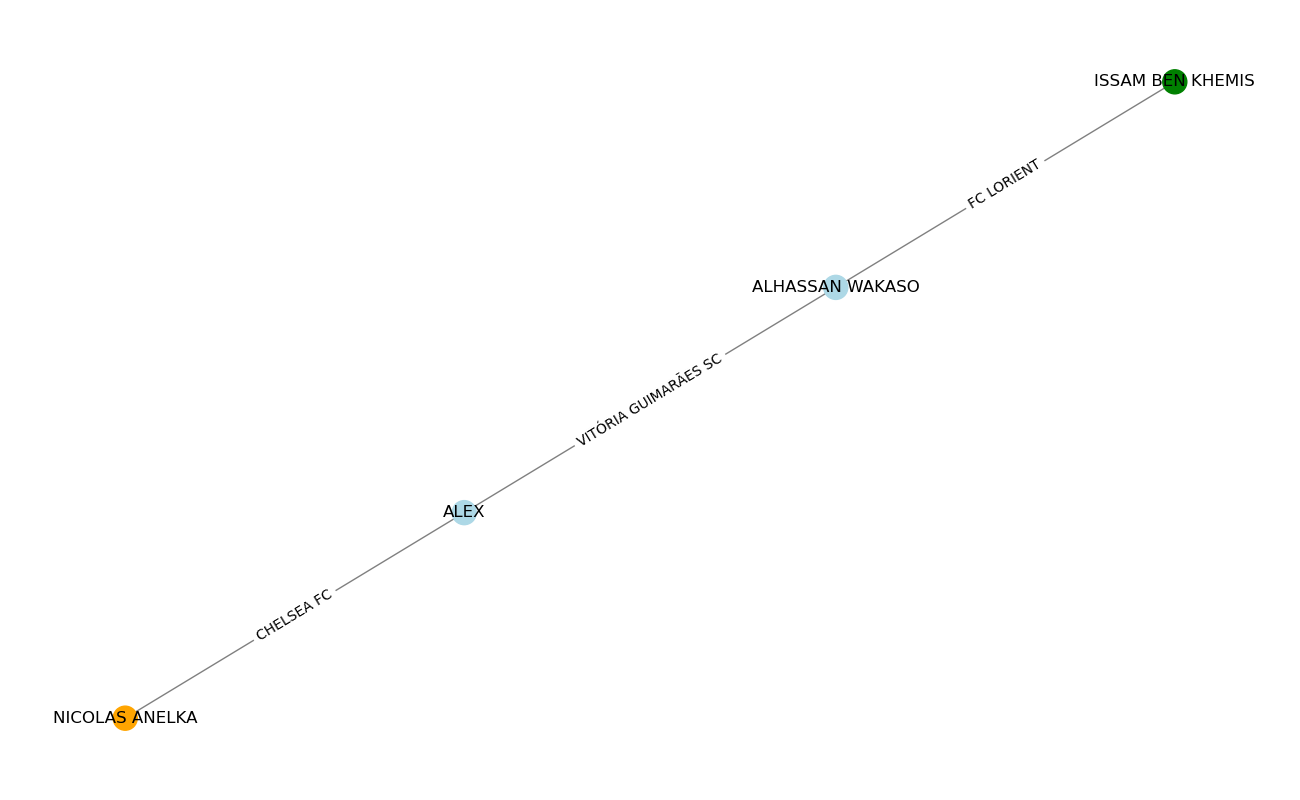 ISSAM BEN KHEMIS
FC LORIENT
ALHASSAN WAKASO
VITÓRIA GUIMARÃES SC
ALEX
CHELSEA FC
NICOLAS ANELKA